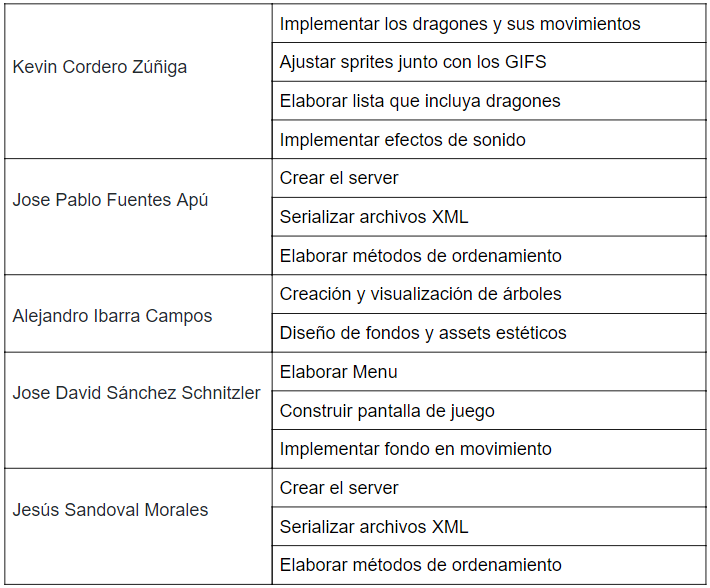 Kevin Cordero Zúñiga
Implementar los dragones y sus movimientos
Ajustar sprites junto con los GIFS
Elaborar lista que incluya dragones
Implementar efectos de sonido
Jose Pablo Fuentes Apú
Crear el server
Serializar archivos XML
Elaborar métodos de ordenamiento
Alejandro Ibarra Campos
Creación y visualización de árboles
Diseño de fondos y assets estéticos
Jose David Sánchez Schnitzler
Elaborar Menu
Construir pantalla de juego
Implementar fondo en movimiento
Jesús Sandoval Morales
Crear el server
Serializar archivos XML
Elaborar métodos de ordenamiento